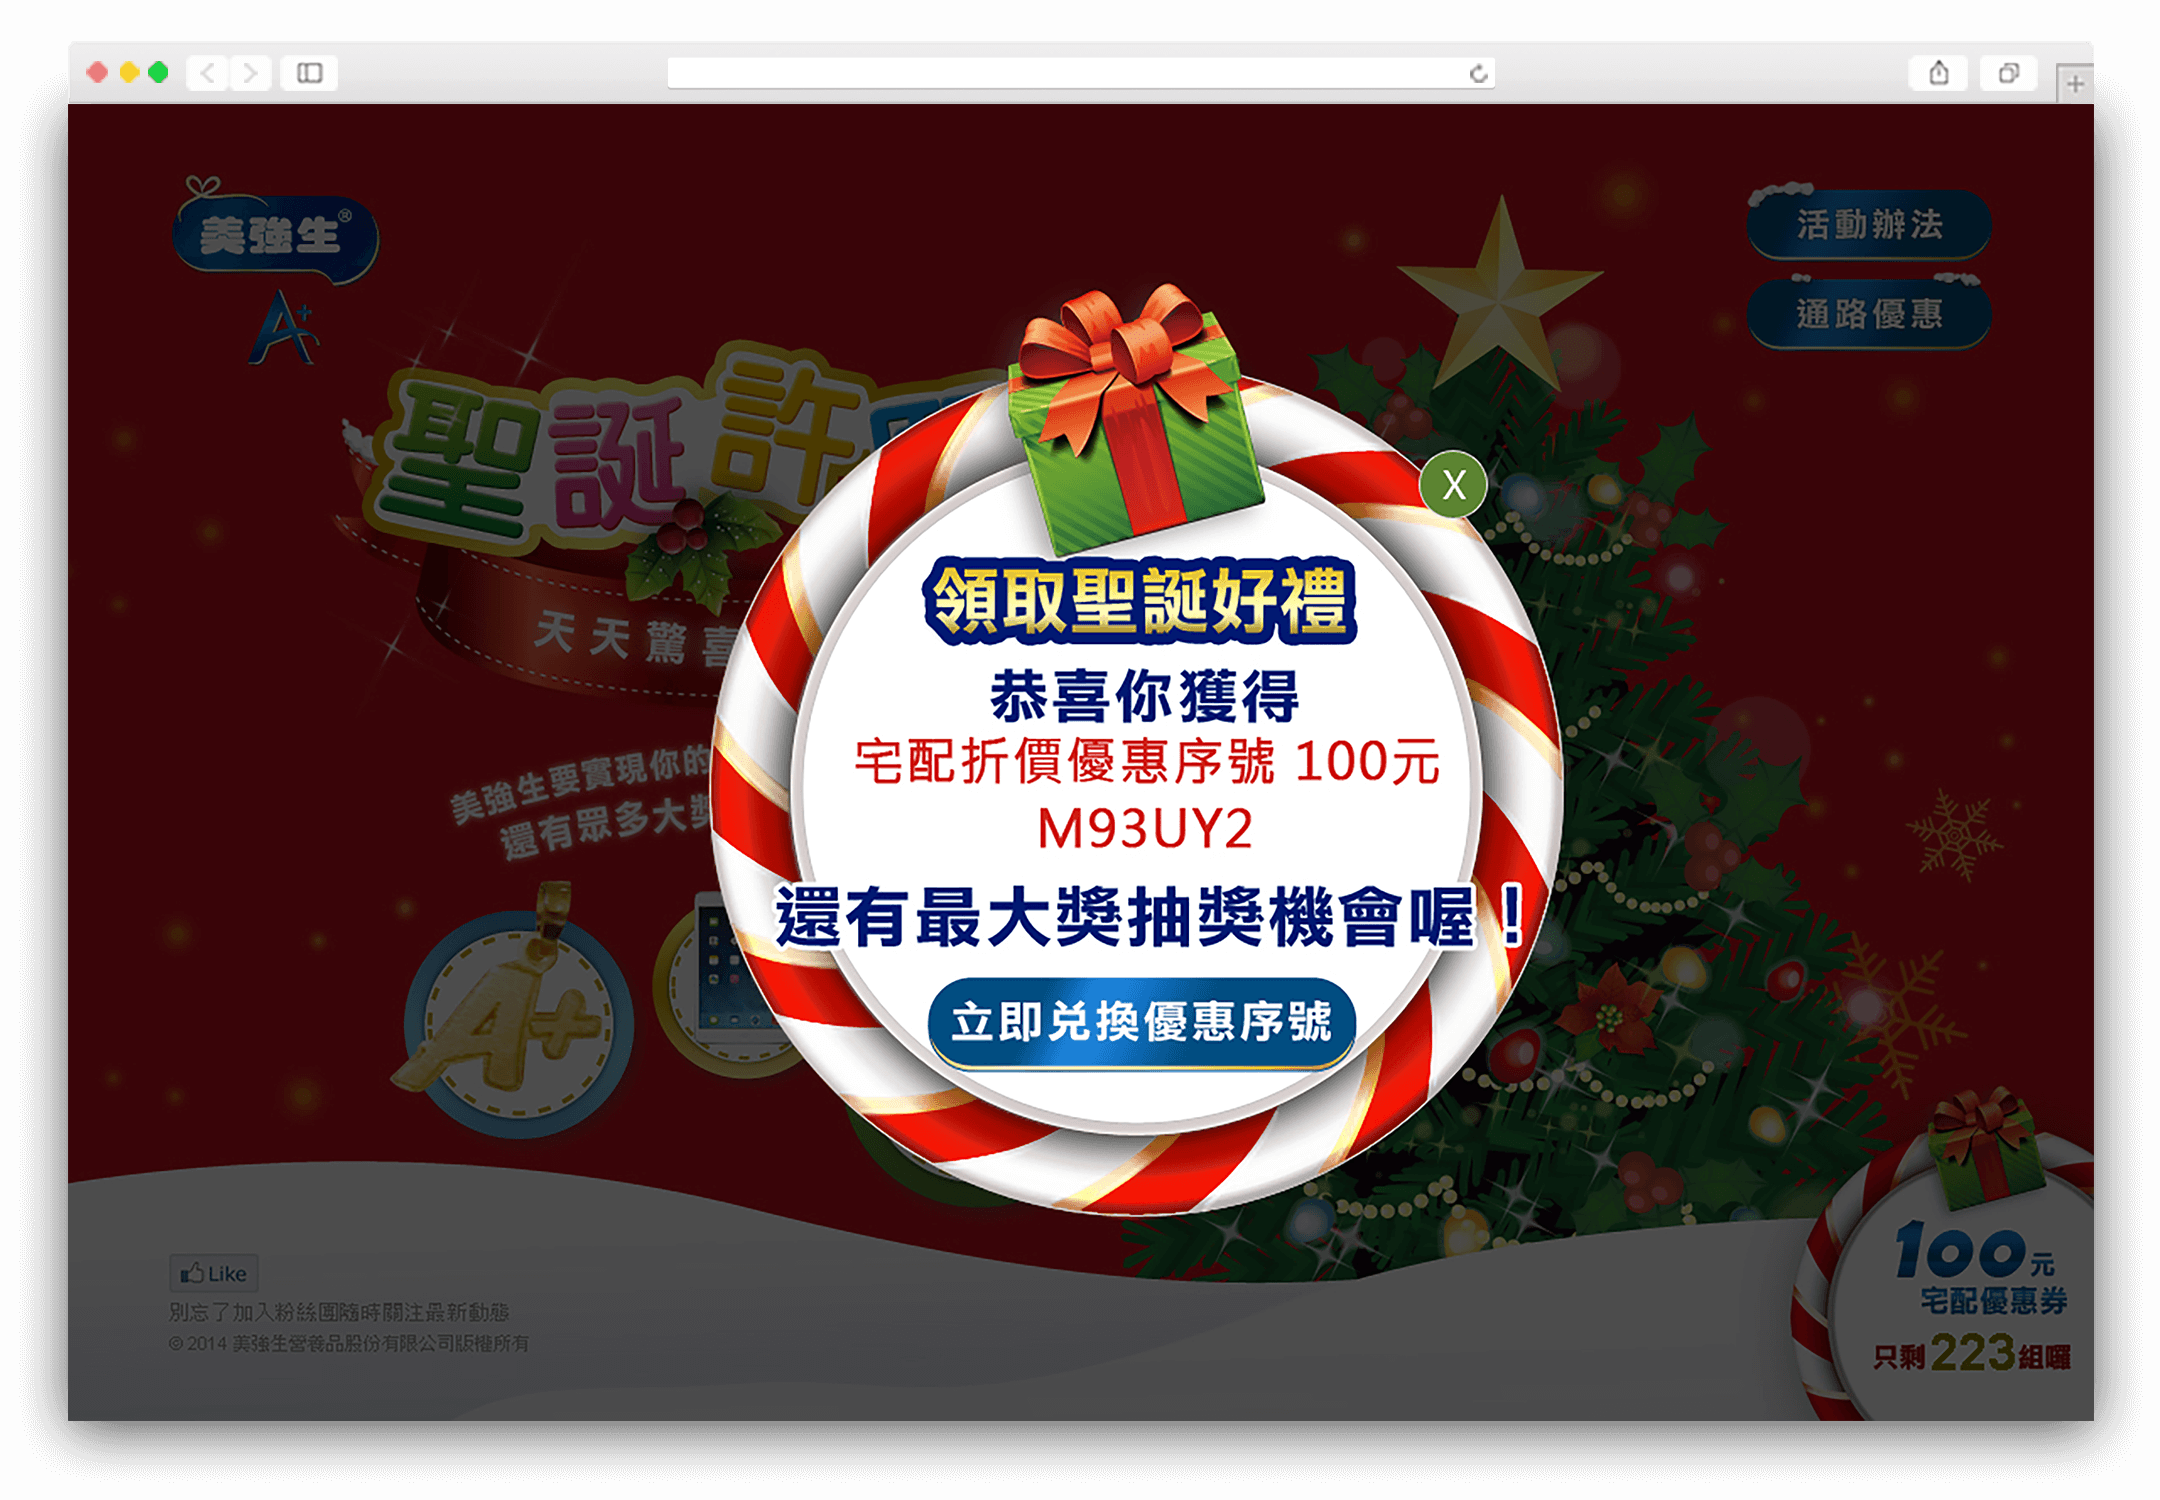 美強生®
A+
活動辦法
通路優惠
聖誕許
天天驚喜
美強生要實現你的
還有眾多大獎
領取聖誕好禮
恭喜你獲得
宅配折價優惠序號 100元
M93UY2
還有最大獎抽獎機會喔！
立即兑換優惠序號
X
A+
Like
別忘了加入粉絲團隨時關注最新動態
© 2014 美強生營養品股份有限公司版權所有
100元
宅配優惠券
只剩223組囉